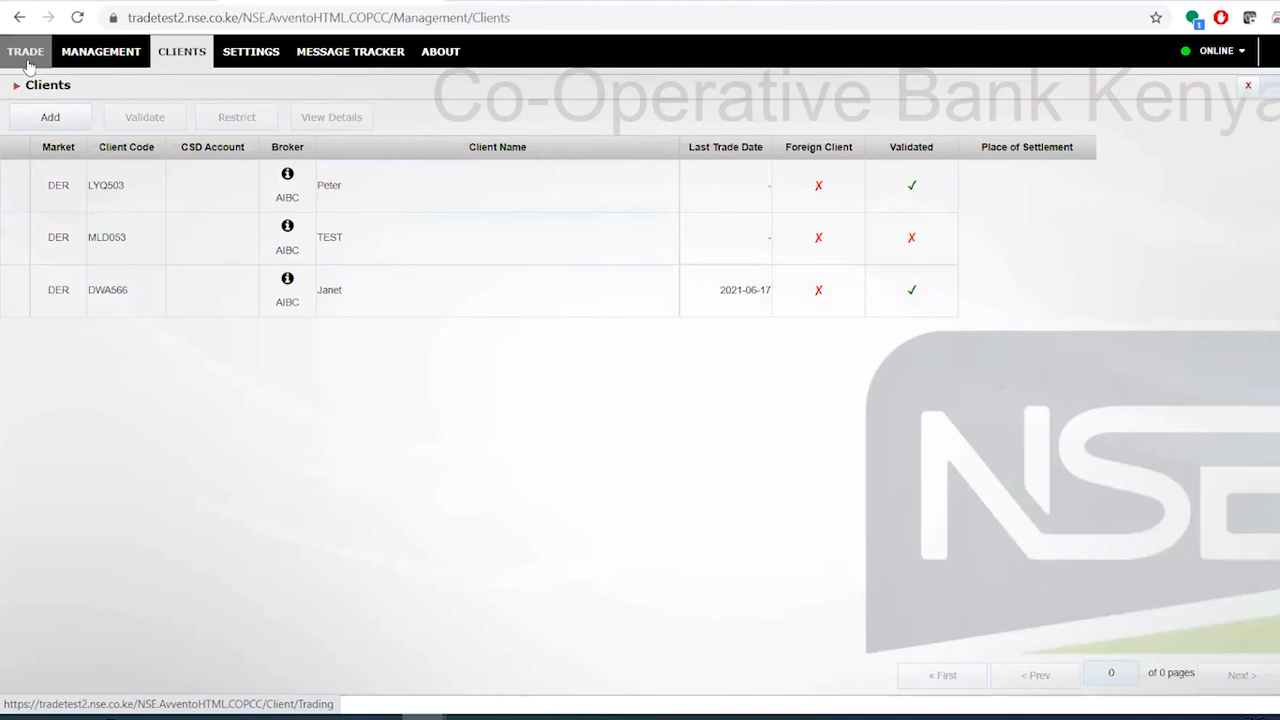 tradetest2.nse.co.ke/NSE.AvventoHTML.COPCC/Management/Clients
1
TRADE MANAGEMENT CLIENTS SETTINGS MESSAGE TRACKER ABOUT ONLINE
Clients x
Co-Operative Bank Kenya
Add Validate Restrict View Details
Market Client Code CSD Account Broker Client Name Last Trade Date Foreign Client Validated Place of Settlement
DER LYQ503 AIBC Peter - ✗ ✓
DER MLD053 AIBC TEST - ✗ ✗
DER DWA566 AIBC Janet 2021-06-17 ✗ ✓
NSE
« First < Prev 0 of 0 pages Next >
https://tradetest2.nse.co.ke/NSE.AvventoHTML.COPCC/Client/Trading